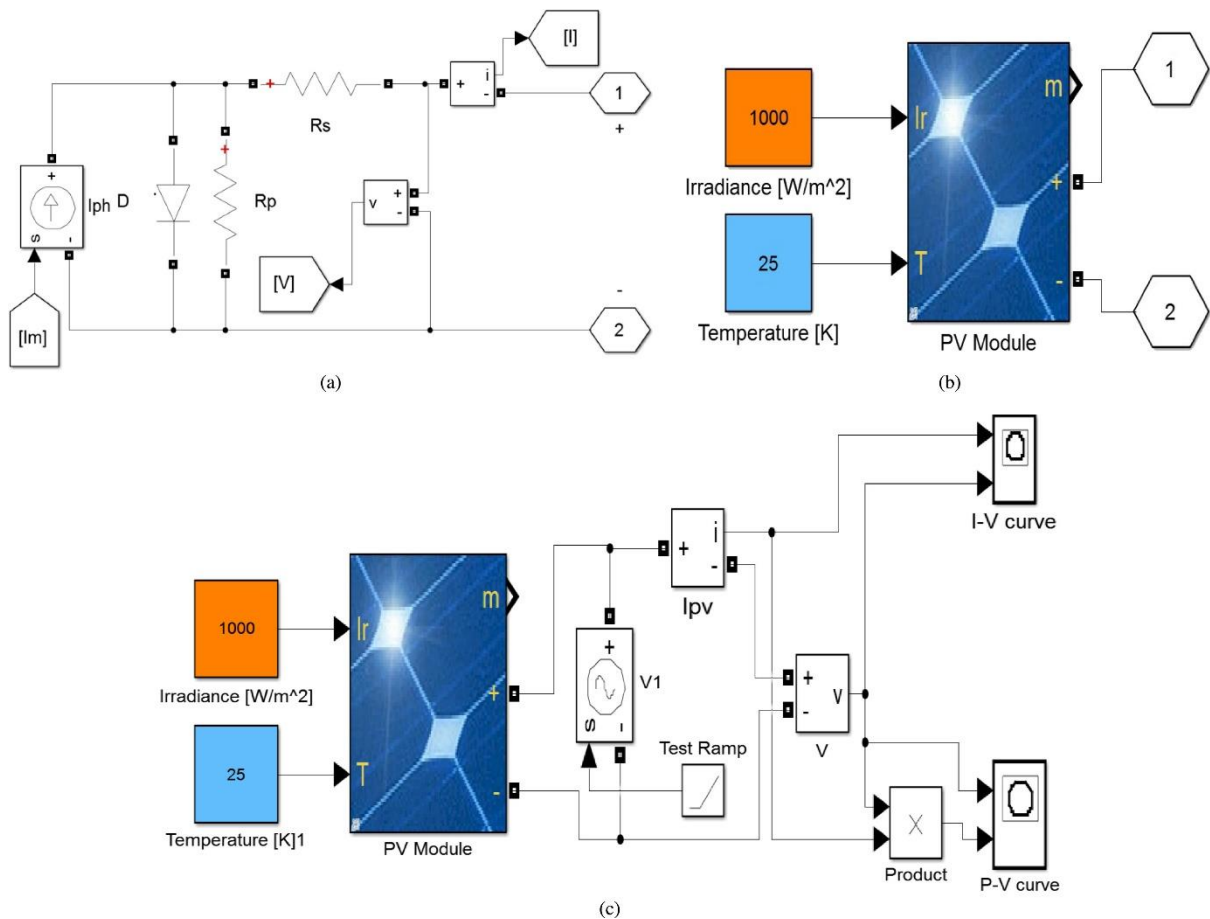 [I]
+
i
-
1
+
Rs
+
Iph
D
Rp
+
-
v
s
-
[V]
[Im]
-
2
(a)
1000
Irradiance [W/m^2]
25
Temperature [K]
Ir
m
+
T
-
PV Module
1
2
(b)
1000
Irradiance [W/m^2]
25
Temperature [K]1
Ir
m
+
T
-
PV Module
+
i
-
Ipv
+
V1
s
-
Test Ramp
+
-
v
V
I-V curve
X
Product
P-V curve
(c)